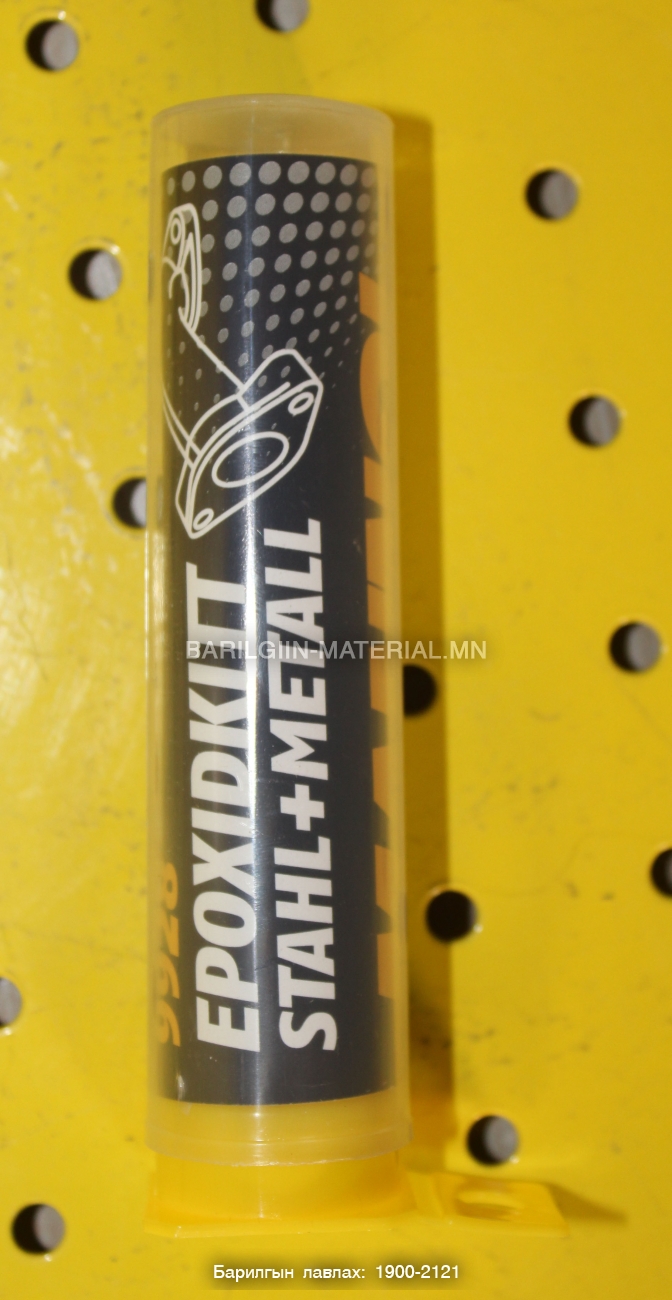 9928
EPOXIDKITT
STAHL+METALL
BARILGIIN-MATERIAL.MN
Барилгын лавлах: 1900-2121